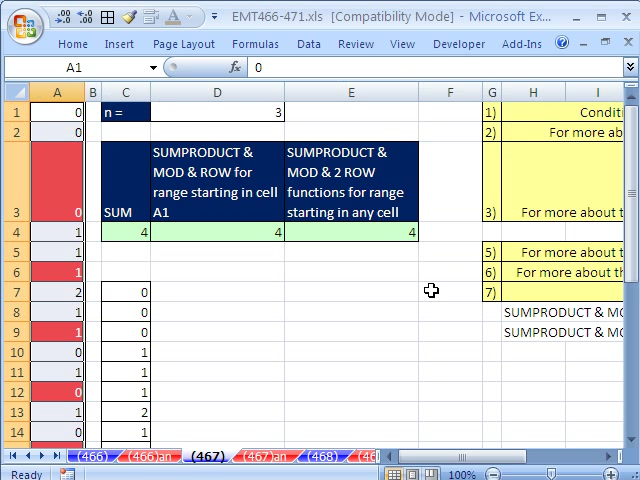 EMT466-471.xls [Compatibility Mode] - Microsoft Ex...
Home Insert Page Layout Formulas Data Review View Developer Add-Ins
A1 fx 0
A B C D E F G H I
1 0 n = 3 1) Conditi
2 0 2) For more abo
3 0 SUM SUMPRODUCT & MOD & ROW for range starting in cell A1 SUMPRODUCT & MOD & 2 ROW functions for range starting in any cell 3) For more about the
4 1 4 4 4
5 1 5) For more about t
6 1 6) For more about th
7 2 0 7)
8 1 0 SUMPRODUCT & MO
9 1 0 SUMPRODUCT & MO
10 0 1
11 1 1
12 0 1
13 1 2
14 0 1
(466) (466)an (467) (467)an (468)
Ready 100%